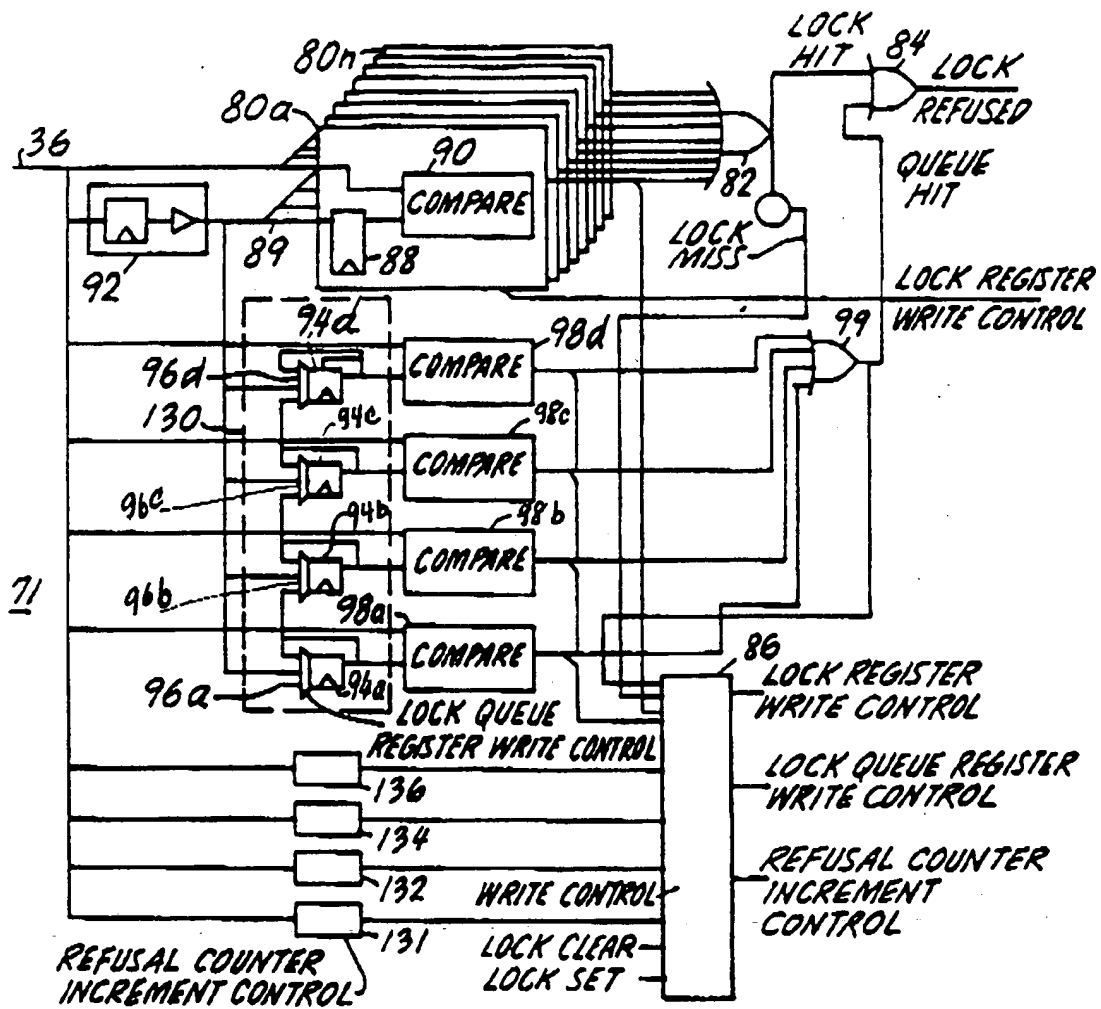 80n
LOCK
HIT
84
LOCK
REFUSED
80a
36
90
COMPARE
82
QUEUE
HIT
92
89
88
LOCK
MISS
LOCK REGISTER
WRITE CONTROL
94d
96d
COMPARE
98d
99
130
94c
98c
COMPARE
96c
94b
98b
COMPARE
71
96b
98a
COMPARE
96a
94a
86
LOCK QUEUE
REGISTER WRITE CONTROL
LOCK REGISTER
WRITE CONTROL
136
LOCK QUEUE REGISTER
WRITE CONTROL
134
132
WRITE CONTROL
REFUSAL COUNTER
INCREMENT
CONTROL
131
REFUSAL COUNTER
INCREMENT CONTROL
LOCK CLEAR
LOCK SET